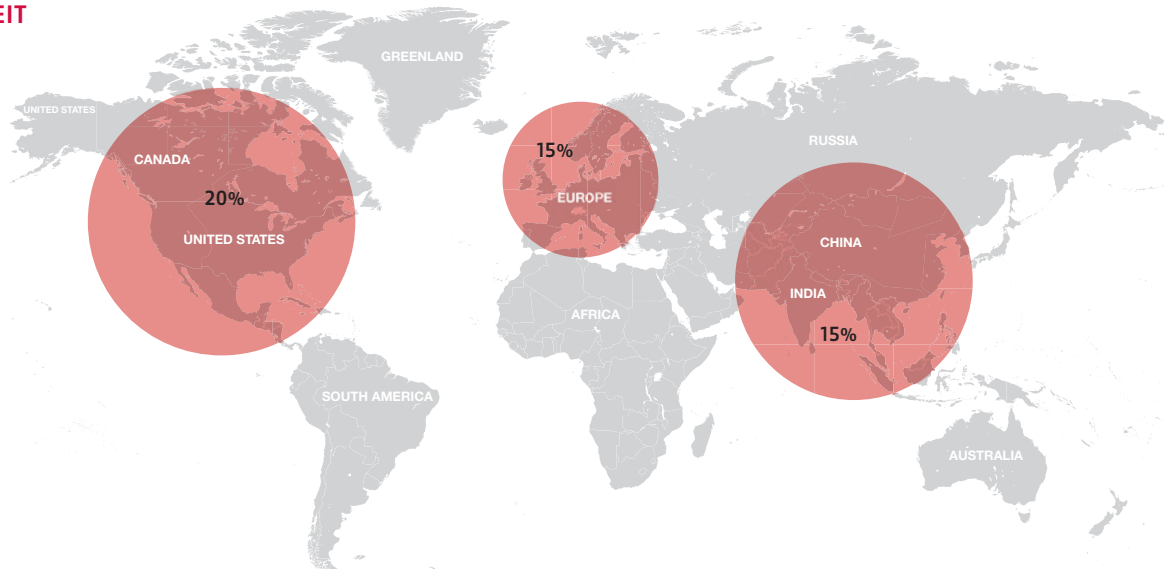 EIT
GREENLAND
UNITED STATES
RUSSIA
15%
CANADA
EUROPE
20%
UNITED STATES
CHINA
INDIA
AFRICA
15%
SOUTH AMERICA
AUSTRALIA